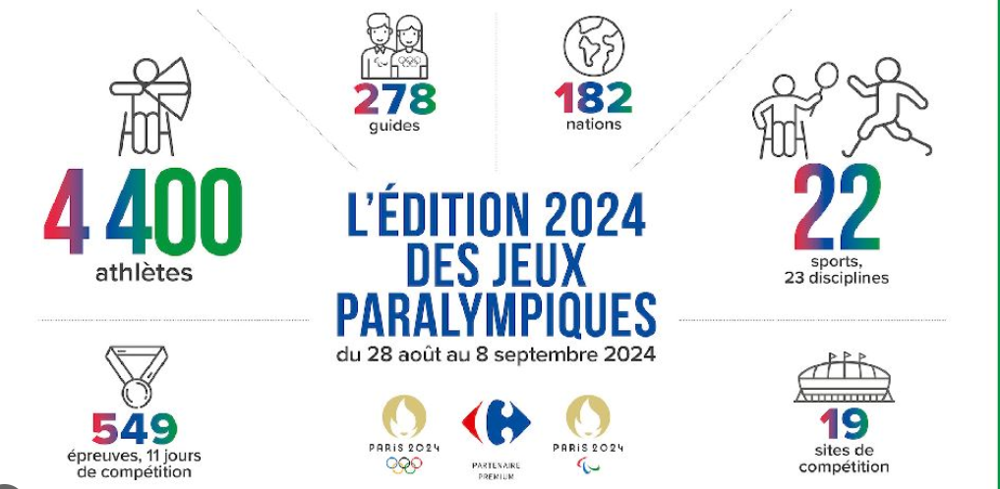 278
guides
182
nations
4 400
athlètes
22
sports,
23 disciplines
L'ÉDITION 2024
DES JEUX
PARALYMPIQUES
du 28 août au 8 septembre 2024
549
épreuves, 11 jours
de compétition
19
sites de
compétition
PARIS 2024
PARTENAIRE
PREMIUM
PARIS 2024